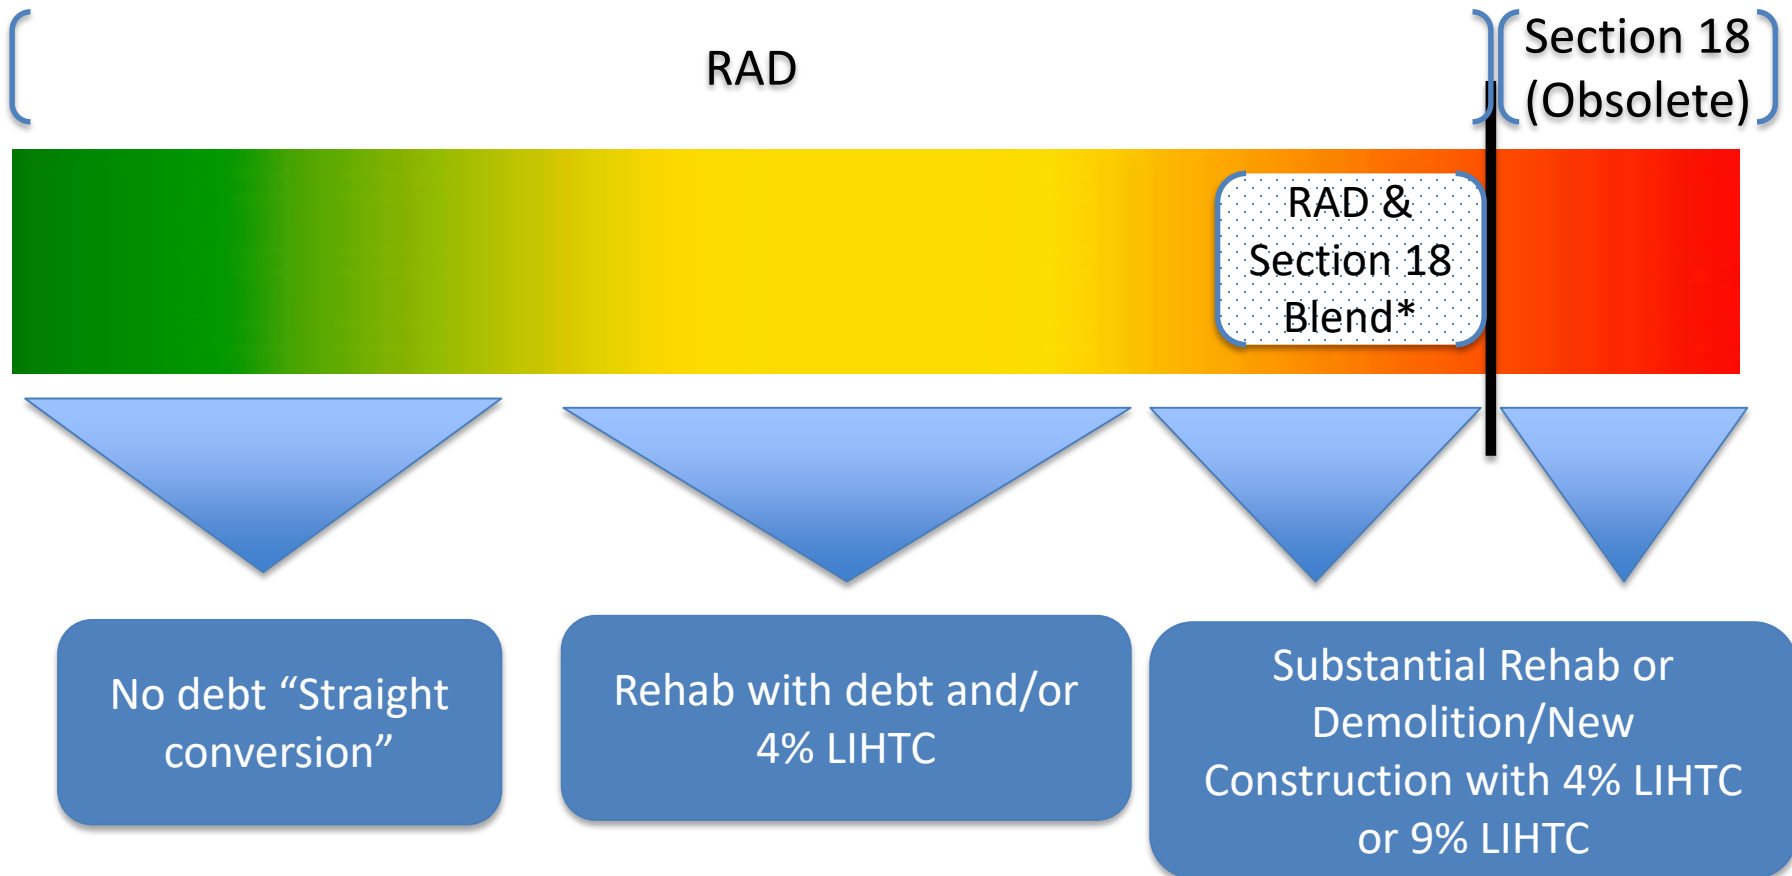 RAD
Section 18
(Obsolete)
RAD &
Section 18
Blend*
No debt “Straight
conversion”
Rehab with debt and/or
4% LIHTC
Substantial Rehab or
Demolition/New
Construction with 4% LIHTC
or 9% LIHTC